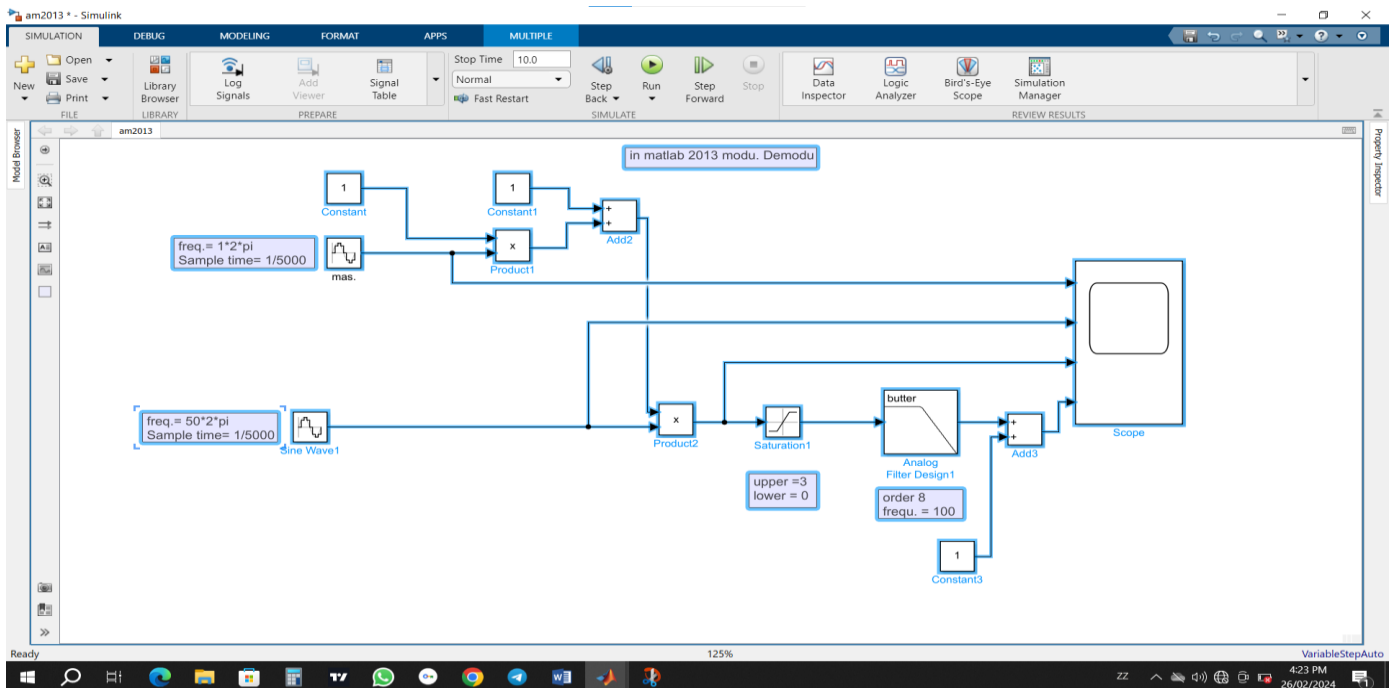 am2013 * - Simulink
SIMULATION DEBUG MODELING FORMAT APPS MULTIPLE
New
Open
Save
Print
FILE
Library Browser
LIBRARY
Log Signals
Add Viewer
Signal Table
PREPARE
Stop Time 10.0
Normal
Fast Restart
Step Back
Run
Step Forward
Stop
SIMULATE
Data Inspector
Logic Analyzer
Bird's-Eye Scope
Simulation Manager
REVIEW RESULTS
Model Browser
am2013
Property Inspector
in matlab 2013 modu. Demodu
1
Constant
1
Constant1
+
+
Add2
freq.= 1*2*pi
Sample time= 1/5000
mas.
x
Product1
freq.= 50*2*pi
Sample time= 1/5000
Sine Wave1
x
Product2
Saturation1
upper =3
lower = 0
butter
Analog
Filter Design1
order 8
frequ. = 100
+
+
Add3
1
Constant3
Scope
Ready
125%
VariableStepAuto
4:23 PM
26/02/2024